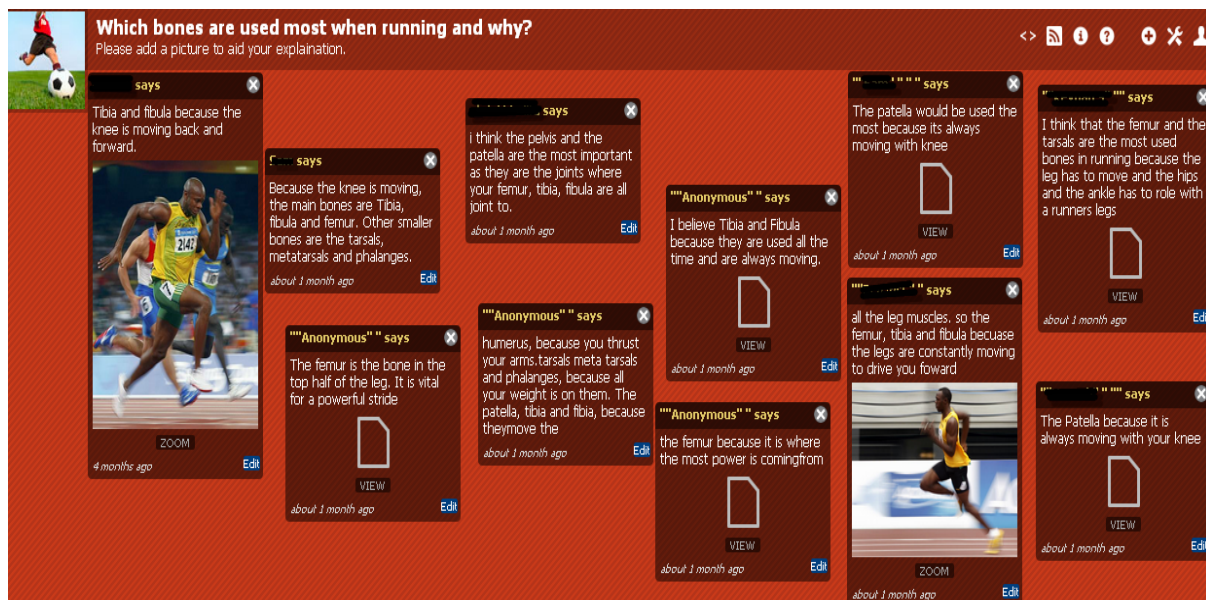 Which bones are used most when running and why?
Please add a picture to aid your explaination.
says
Tibia and fibula because the
knee is moving back and
forward.
2142
ZOOM
4 months ago
Edit
says
Because the knee is moving,
the main bones are Tibia,
fibula and femur. Other smaller
bones are the tarsals,
metatarsals and phalanges.
about 1 month ago
Edit
""Anonymous" " says
The femur is the bone in the
top half of the leg. It is vital
for a powerful stride
VIEW
about 1 month ago
Edit
says
i think the pelvis and the
patella are the most important
as they are the joints where
your femur, tibia, fibula are all
joint to.
about 1 month ago
Edit
""Anonymous" " says
humerus, because you thrust
your arms.tarsals meta tarsals
and phalanges, because all
your weight is on them. The
patella, tibia and fibia, because
theymove the
about 1 month ago
Edit
""Anonymous" " says
I believe Tibia and Fibula
because they are used all the
time and are always moving.
VIEW
about 1 month ago
Edit
""Anonymous" " says
the femur because it is where
the most power is comingfrom
VIEW
about 1 month ago
Edit
says
The patella would be used the
most because its always
moving with knee
VIEW
about 1 month ago
Edit
says
all the leg muscles. so the
femur, tibia and fibula becuase
the legs are constantly moving
to drive you foward
ZOOM
about 1 month ago
Edit
says
I think that the femur and the
tarsals are the most used
bones in running because the
leg has to move and the hips
and the ankle has to role with
a runners legs
VIEW
about 1 month ago
Edi
says
The Patella because it is
always moving with your knee
VIEW
about 1 month ago
Edi